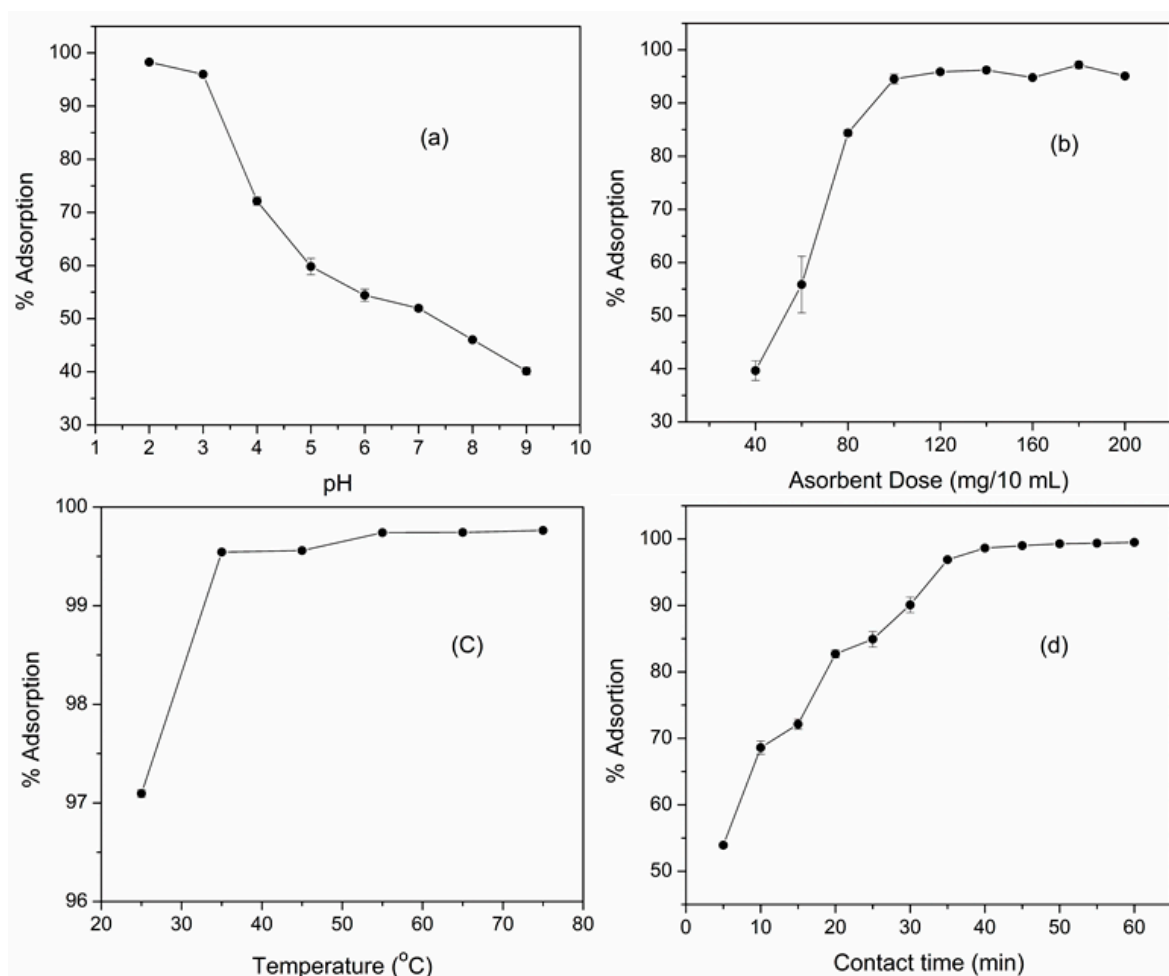 100
90
80
70
60
50
40
30
% Adsorption
(a)
1 2 3 4 5 6 7 8 9 10
pH
100
90
80
70
60
50
40
30
% Adsorption
(b)
40 80 120 160 200
Asorbent Dose (mg/10 mL)
100
99
98
97
96
% Adsorption
(C)
20 30 40 50 60 70 80
Temperature (°C)
100
90
80
70
60
50
% Adsortion
(d)
0 10 20 30 40 50 60
Contact time (min)